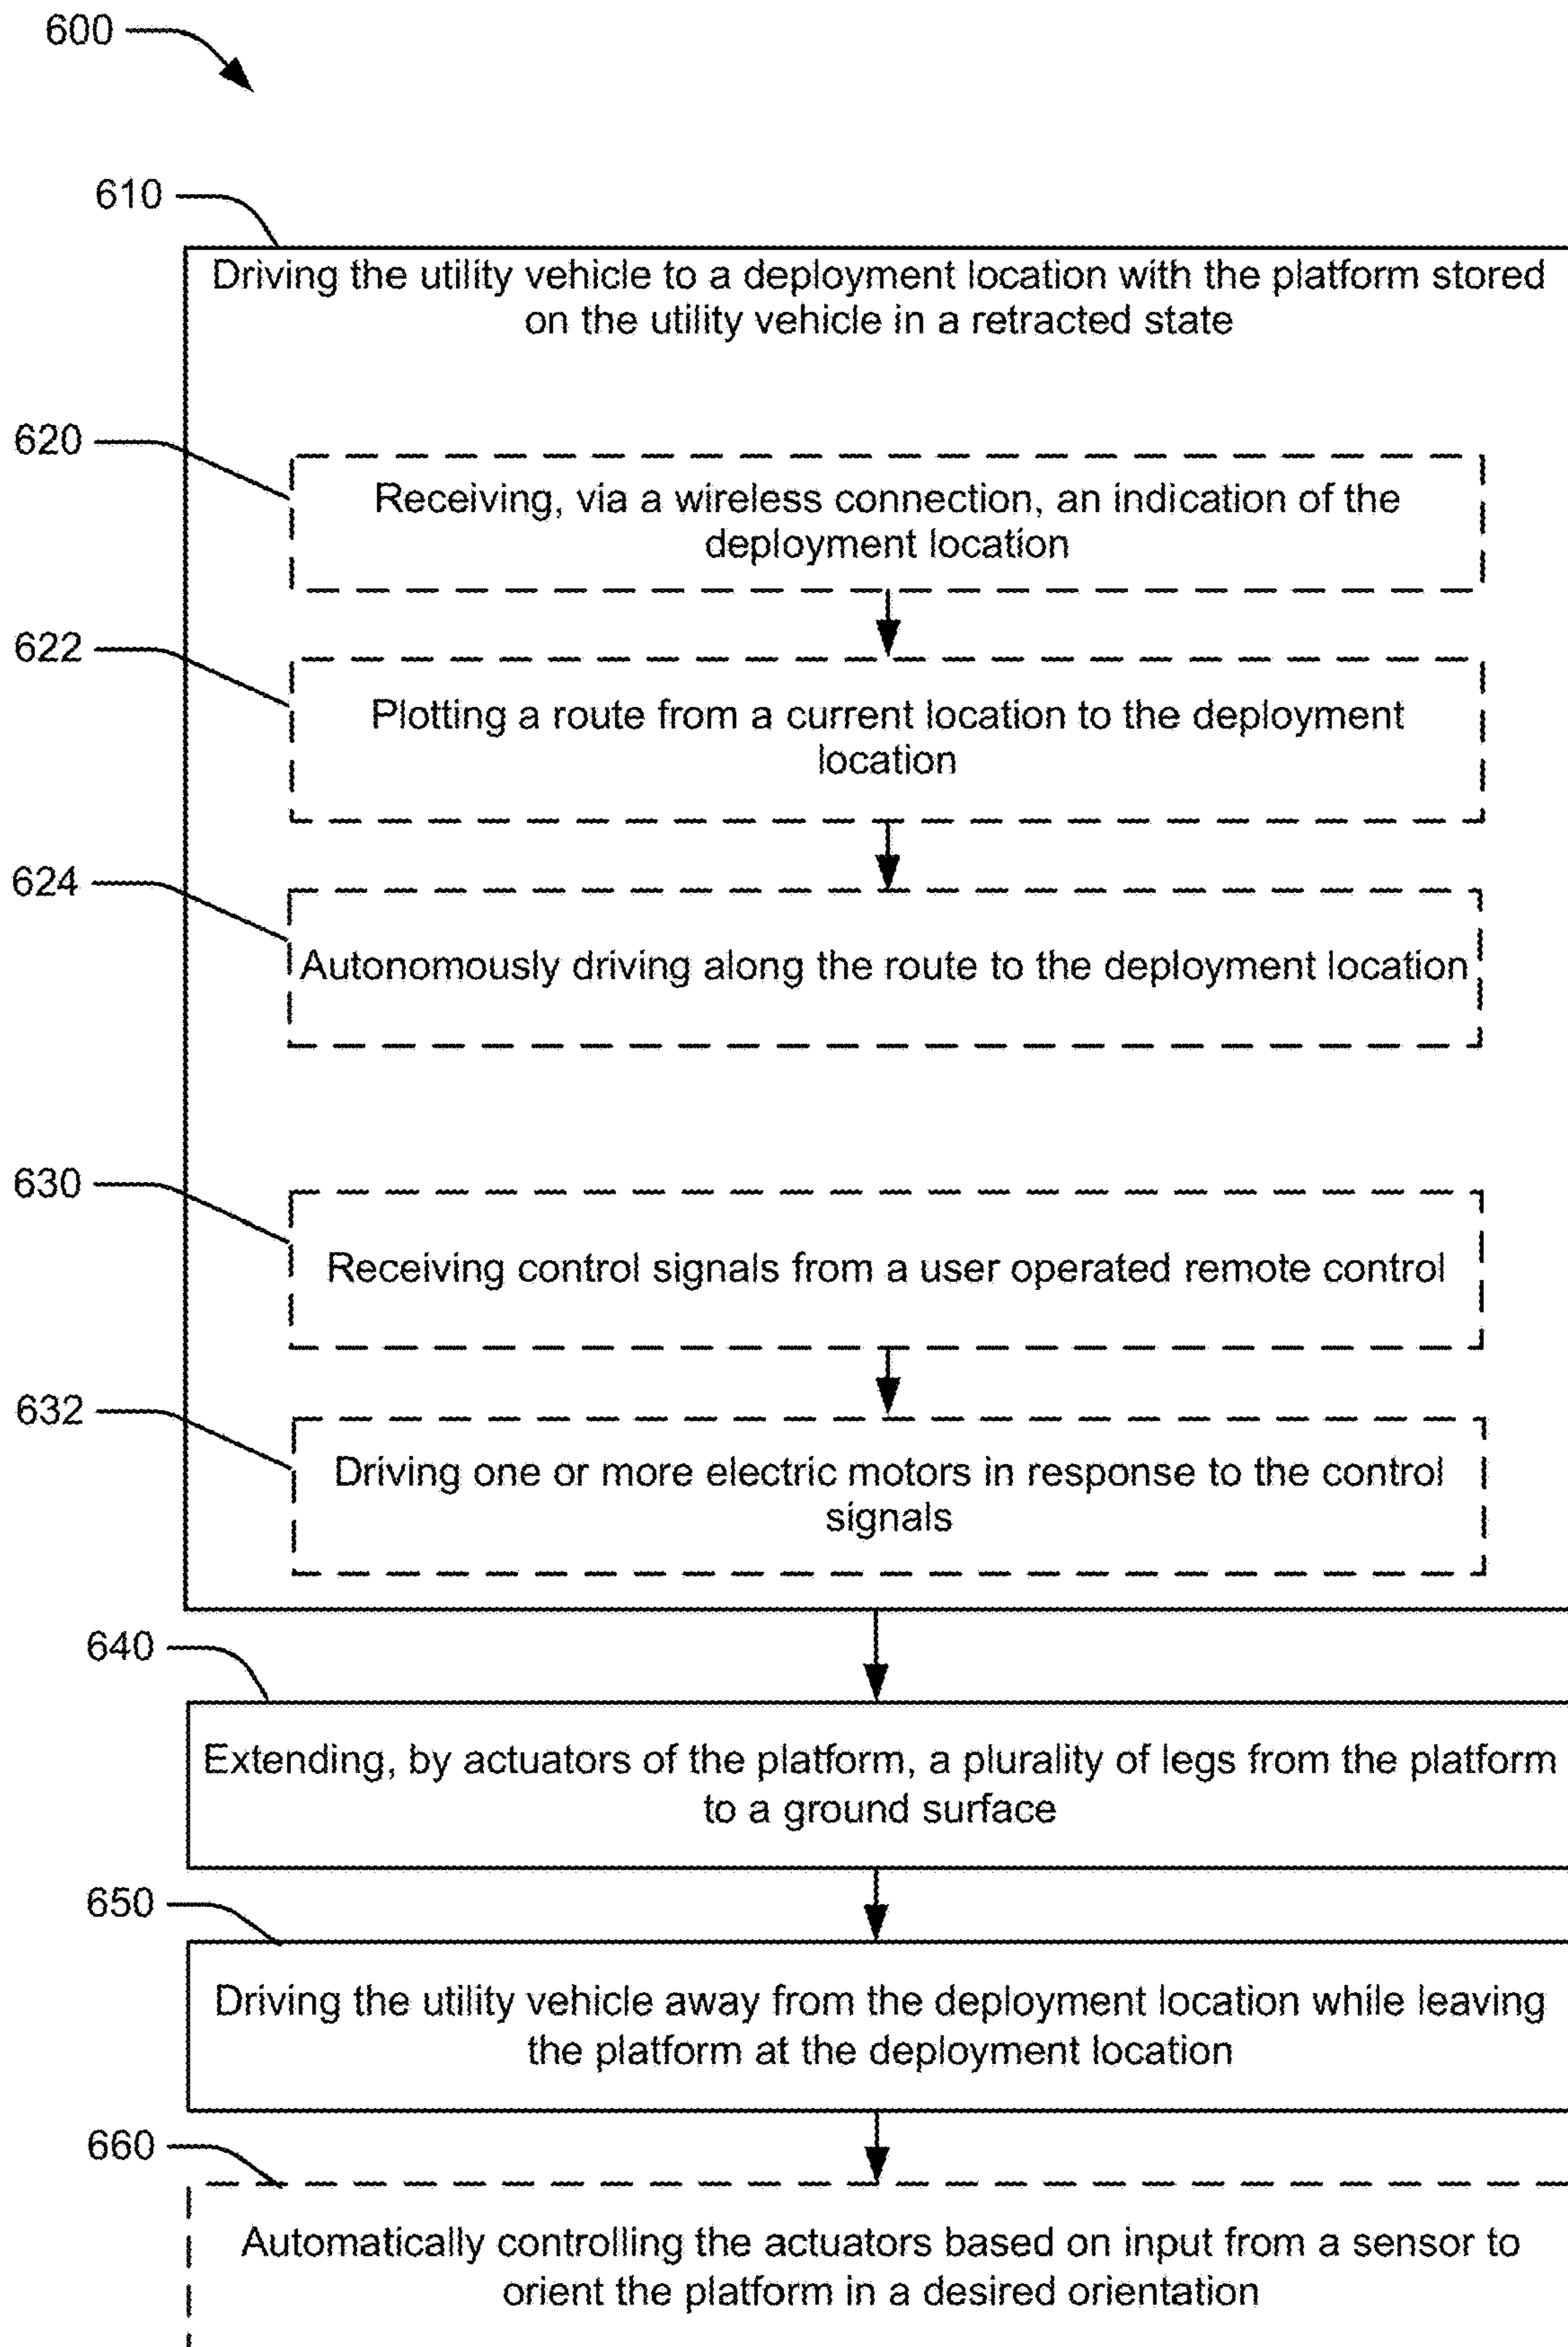 600
610
Driving the utility vehicle to a deployment location with the platform stored
on the utility vehicle in a retracted state
620
Receiving, via a wireless connection, an indication of the
deployment location
622
Plotting a route from a current location to the deployment
location
624
Autonomously driving along the route to the deployment location
630
Receiving control signals from a user operated remote control
632
Driving one or more electric motors in response to the control
signals
640
Extending, by actuators of the platform, a plurality of legs from the platform
to a ground surface
650
Driving the utility vehicle away from the deployment location while leaving
the platform at the deployment location
660
Automatically controlling the actuators based on input from a sensor to
orient the platform in a desired orientation